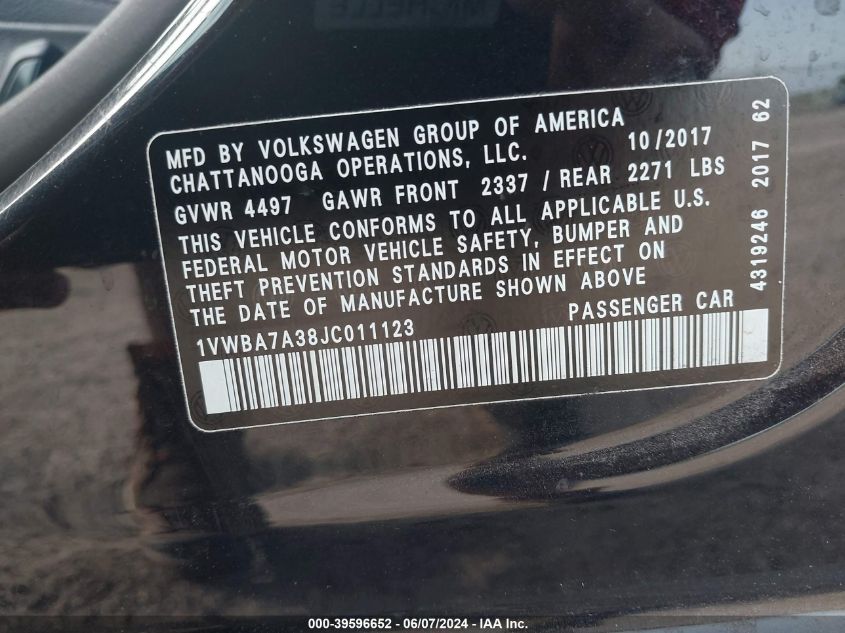 MFD BY VOLKSWAGEN GROUP OF AMERICA
CHATTANOOGA OPERATIONS, LLC. 10/2017
GVWR 4497 GAWR FRONT 2337 / REAR 2271 LBS
THIS VEHICLE CONFORMS TO ALL APPLICABLE U.S.
FEDERAL MOTOR VEHICLE SAFETY, BUMPER AND
THEFT PREVENTION STANDARDS IN EFFECT ON
THE DATE OF MANUFACTURE SHOWN ABOVE
1VWBA7A38JC011123 PASSENGER CAR
4319246 2017 62
000-39596652 - 06/07/2024 - IAA Inc.